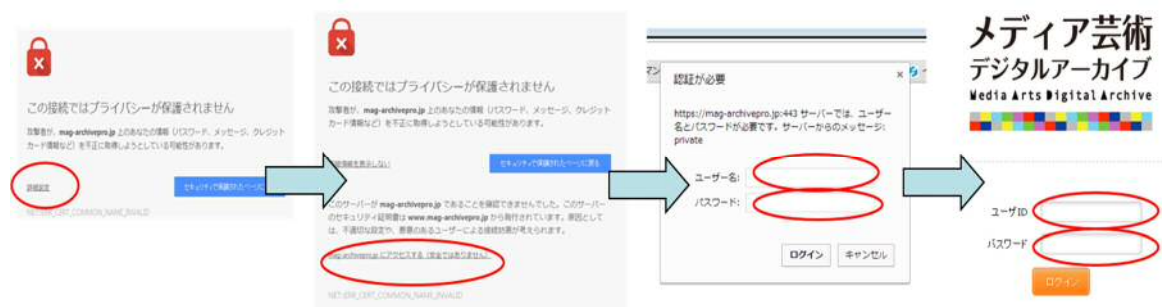 この接続ではプライバシーが保護されません
攻撃者が、mag-archivepro.jp 上のあなたの情報（パスワード、メッセージ、クレジット
カード情報など）を不正に取得しようとしている可能性があります。
詳細設定
セキュリティで保護されたページに
NET::ERR_CERT_COMMON_NAME_INVALID
この接続ではプライバシーが保護されません
攻撃者が、mag-archivepro.jp 上のあなたの情報（パスワード、メッセージ、クレジット
カード情報など）を不正に取得しようとしている可能性があります。
情報を表示しない
セキュリティで保護されたページに戻る
このサーバーが mag-archivepro.jp であることを確認できませんでした。このサーバー
のセキュリティ証明書は www.mag-archivepro.jp から発行されています。原因として
は、不適切な設定や、悪意のあるユーザーによる接続妨害が考えられます。
mag-archivepro.jp にアクセスする（安全ではありません）
NET::ERR_CERT_COMMON_NAME_INVALID
マン
認証が必要
×
https://mag-archivepro.jp:443 サーバーでは、ユーザー
名とパスワードが必要です。サーバーからのメッセージ:
private
ユーザー名:
パスワード:
ログイン
キャンセル
メディア芸術
デジタルアーカイブ
Media Arts Digital Archive
ユーザID
パスワード
ログイン